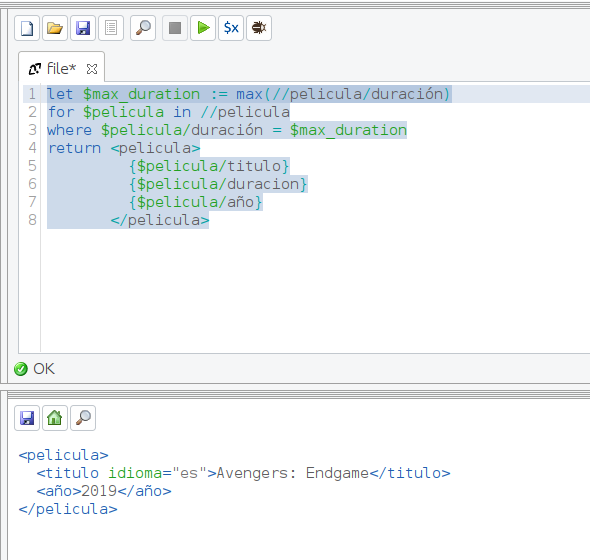 $x
file*
1 let $max_duration := max(//pelicula/duración)
2 for $pelicula in //pelicula
3 where $pelicula/duración = $max_duration
4 return <pelicula>
5 {$pelicula/titulo}
6 {$pelicula/duracion}
7 {$pelicula/año}
8 </pelicula>
OK
<pelicula>
<titulo idioma="es">Avengers: Endgame</titulo>
<año>2019</año>
</pelicula>